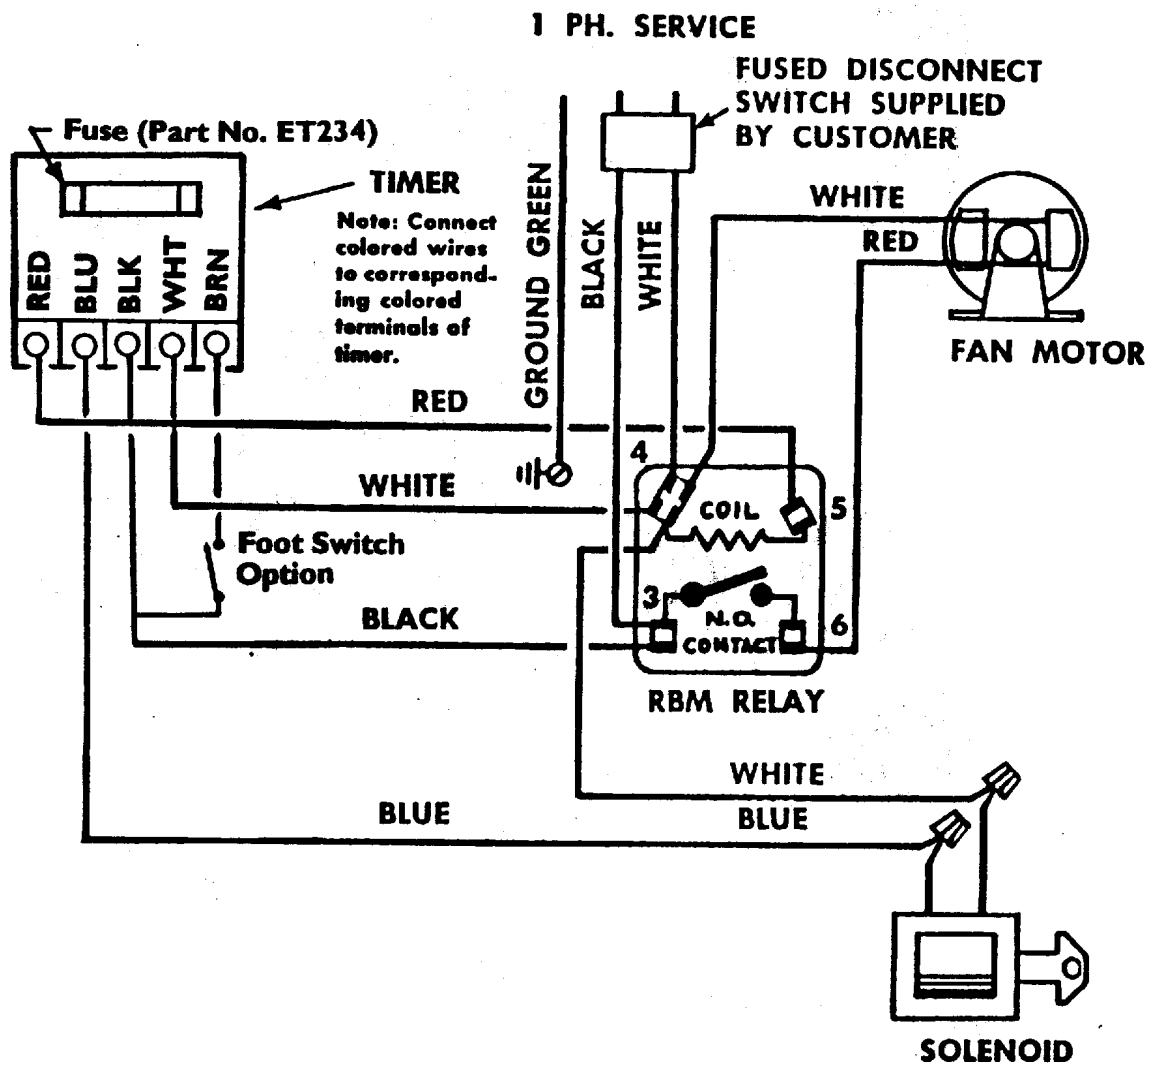 1 PH. SERVICE
FUSED DISCONNECT
SWITCH SUPPLIED
BY CUSTOMER
Fuse (Part No. ET234)
TIMER
Note: Connect
colored wires
to correspond-
ing colored
terminals of
timer.
RED
BLU
BLK
WHT
BRN
GROUND GREEN
BLACK
WHITE
WHITE
RED
FAN MOTOR
RED
4
WHITE
COIL
5
Foot Switch
Option
3
N.O.
CONTACT
6
BLACK
RBM RELAY
WHITE
BLUE
BLUE
SOLENOID